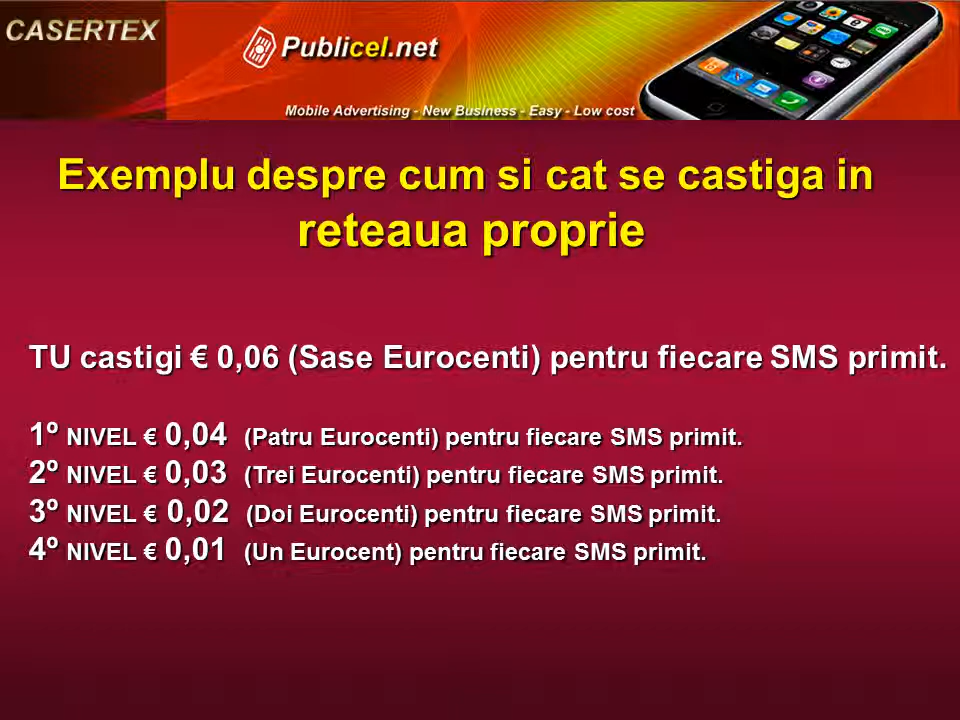 CASERTEX
Publicel.net
Mobile Advertising - New Business - Easy - Low cost
Exemplu despre cum si cat se castiga in
reteaua proprie
TU castigi € 0,06 (Sase Eurocenti) pentru fiecare SMS primit.
1º NIVEL € 0,04 (Patru Eurocenti) pentru fiecare SMS primit.
2º NIVEL € 0,03 (Trei Eurocenti) pentru fiecare SMS primit.
3º NIVEL € 0,02 (Doi Eurocenti) pentru fiecare SMS primit.
4º NIVEL € 0,01 (Un Eurocent) pentru fiecare SMS primit.